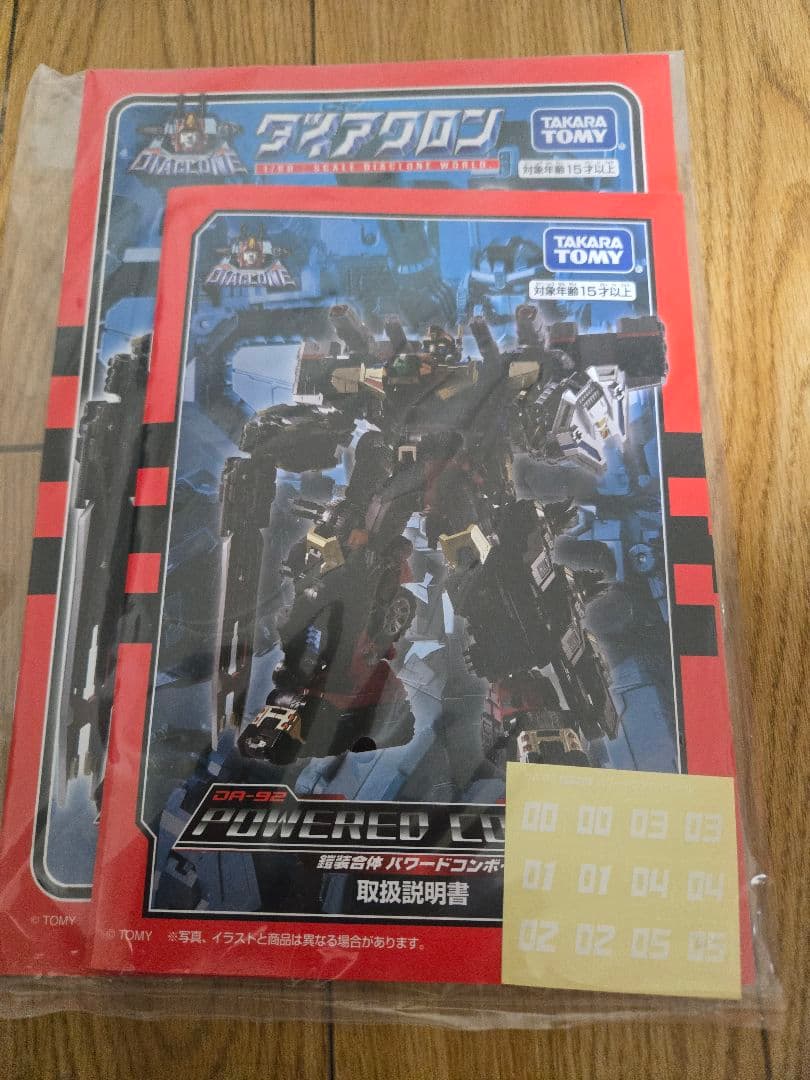 DIACLONE
ダイアクロン
1/60 SCALE DIACLONE WORLD
TAKARA
TOMY
対象年齢15才以上
DIACLONE
TAKARA
TOMY
対象年齢15才以上
DA-92
POWERED CO
鎧装合体 パワードコンボ
取扱説明書
© TOMY
© TOMY ※写真、イラストと商品は異なる場合があります。
00 00 03 03
01 01 04 04
02 02 05 05